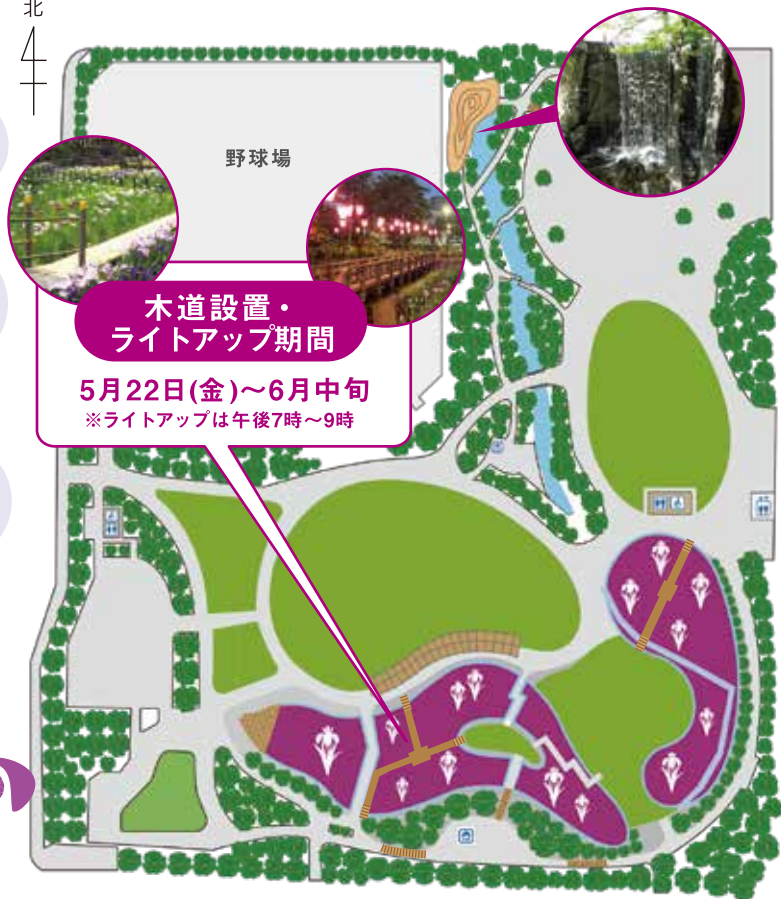 北
野球場
木道設置・
ライトアップ期間
5月22日(金)～6月中旬
※ライトアップは午後7時～9時